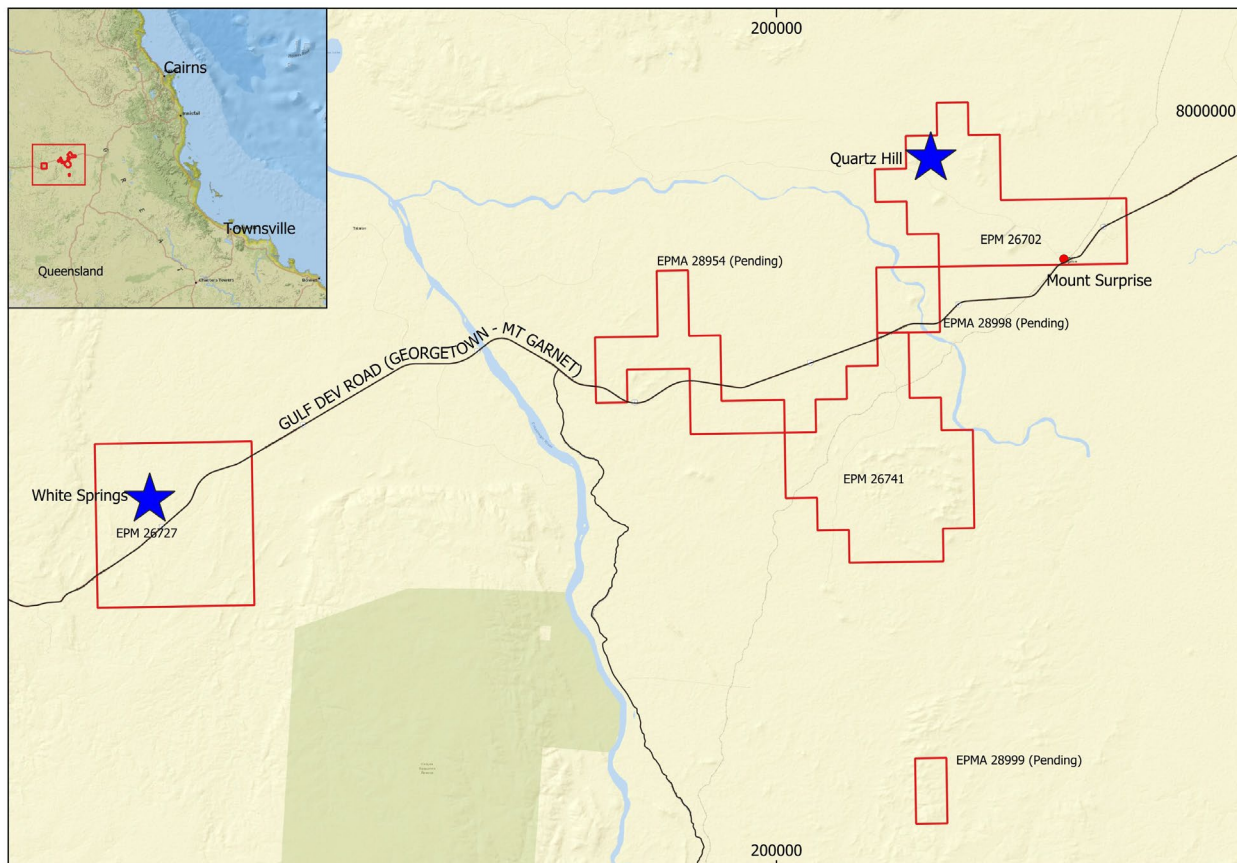 200000
Cairns
8000000
Innisfail
Quartz Hill
Townsville
EPM 26702
Queensland
EPMA 28954 (Pending)
Mount Surprise
EPMA 28998 (Pending)
GULF DEV ROAD (GEORGETOWN - MT GARNET)
EPM 26741
White Springs
EPM 26727
EPMA 28999 (Pending)
200000